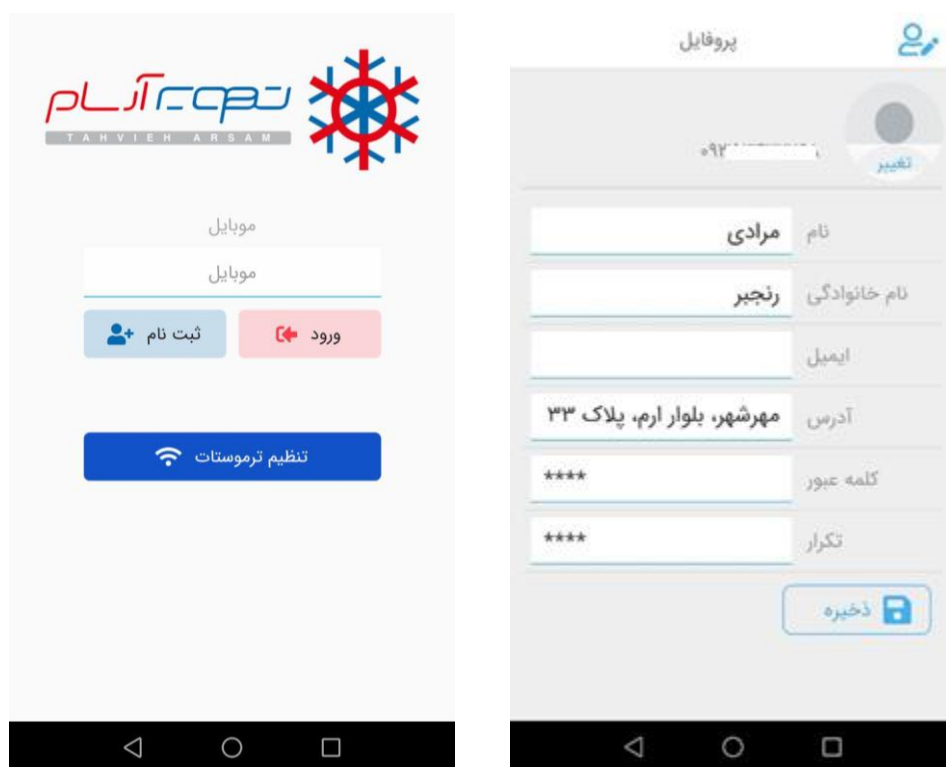 تهویه آرسام
TAHVIEH ARSAM
موبایل
موبایل
ورود
ثبت نام
تنظیم ترموستات
پروفایل
تغییر
نام مرادی
نام خانوادگی رنجبر
ایمیل
آدرس مهرشهر، بلوار ارم، پلاک ۳۳
کلمه عبور ****
تکرار ****
ذخیره